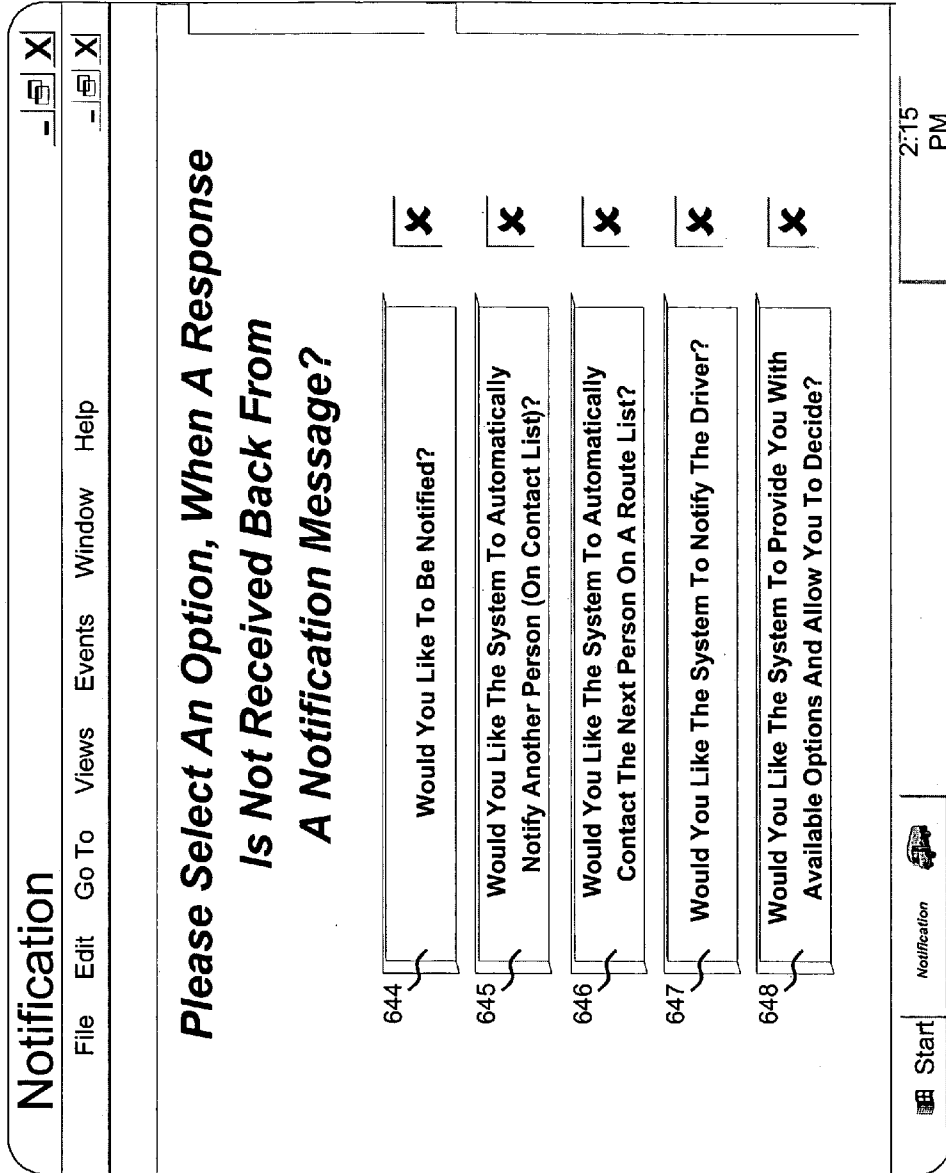 Notification
File Edit Go To Views Events Window Help
Please Select An Option, When A Response
Is Not Received Back From
A Notification Message?
644 Would You Like To Be Notified?
645 Would You Like The System To Automatically
Notify Another Person (On Contact List)?
646 Would You Like The System To Automatically
Contact The Next Person On A Route List?
647 Would You Like The System To Notify The Driver?
648 Would You Like The System To Provide You With
Available Options And Allow You To Decide?
Start Notification 2:15
PM